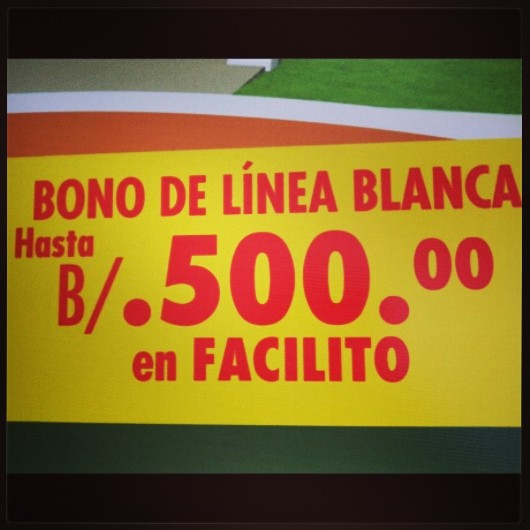 BONO DE LÍNEA BLANCA
Hasta
B/.500.00
en FACILITO